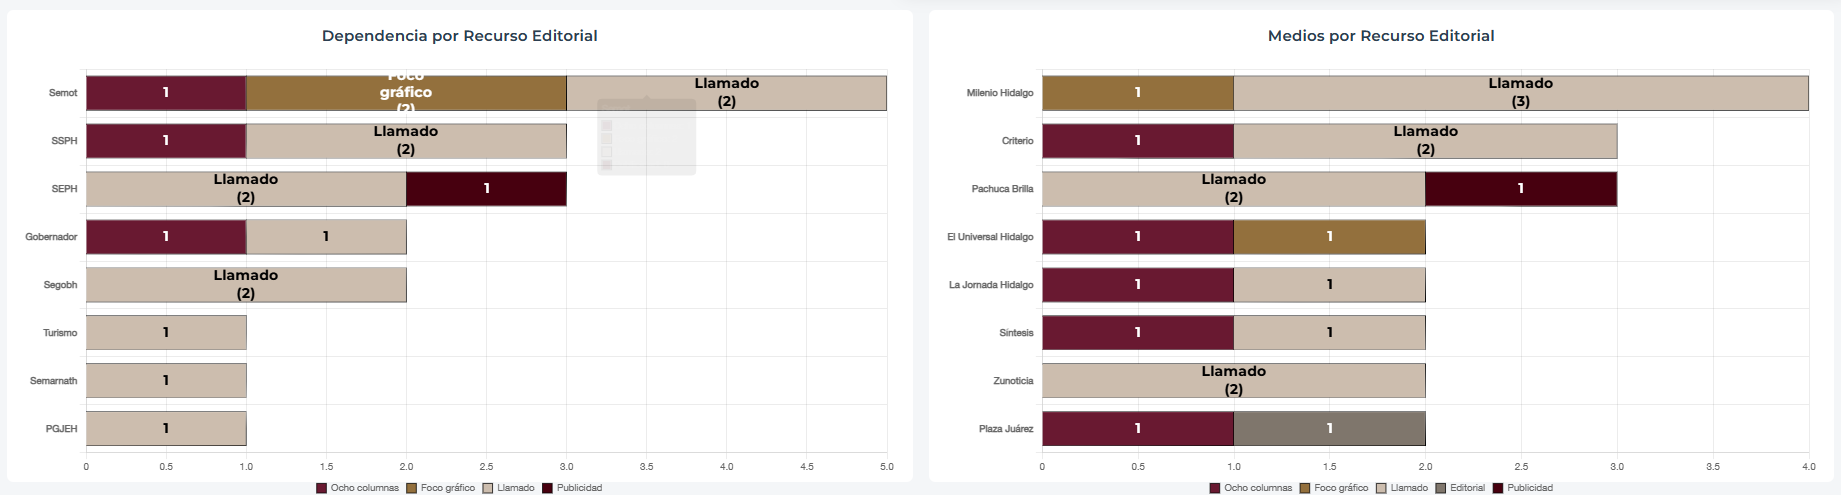 Dependencia por Recurso Editorial
Semot
1
Foco
gráfico
(2)
Llamado
(2)
SSPH
1
Llamado
(2)
SEPH
Llamado
(2)
1
Gobernador
1
1
Segobh
Llamado
(2)
Turismo
1
Semarnath
1
PGJEH
1
0
0.5
1.0
1.5
2.0
2.5
3.0
3.5
4.0
4.5
5.0
Ocho columnas
Foco gráfico
Llamado
Publicidad
Medios por Recurso Editorial
Milenio Hidalgo
1
Llamado
(3)
Criterio
1
Llamado
(2)
Pachuca Brilla
Llamado
(2)
1
El Universal Hidalgo
1
1
La Jornada Hidalgo
1
1
Síntesis
1
1
Zunoticia
Llamado
(2)
Plaza Juárez
1
1
0
0.5
1.0
1.5
2.0
2.5
3.0
3.5
4.0
Ocho columnas
Foco gráfico
Llamado
Editorial
Publicidad